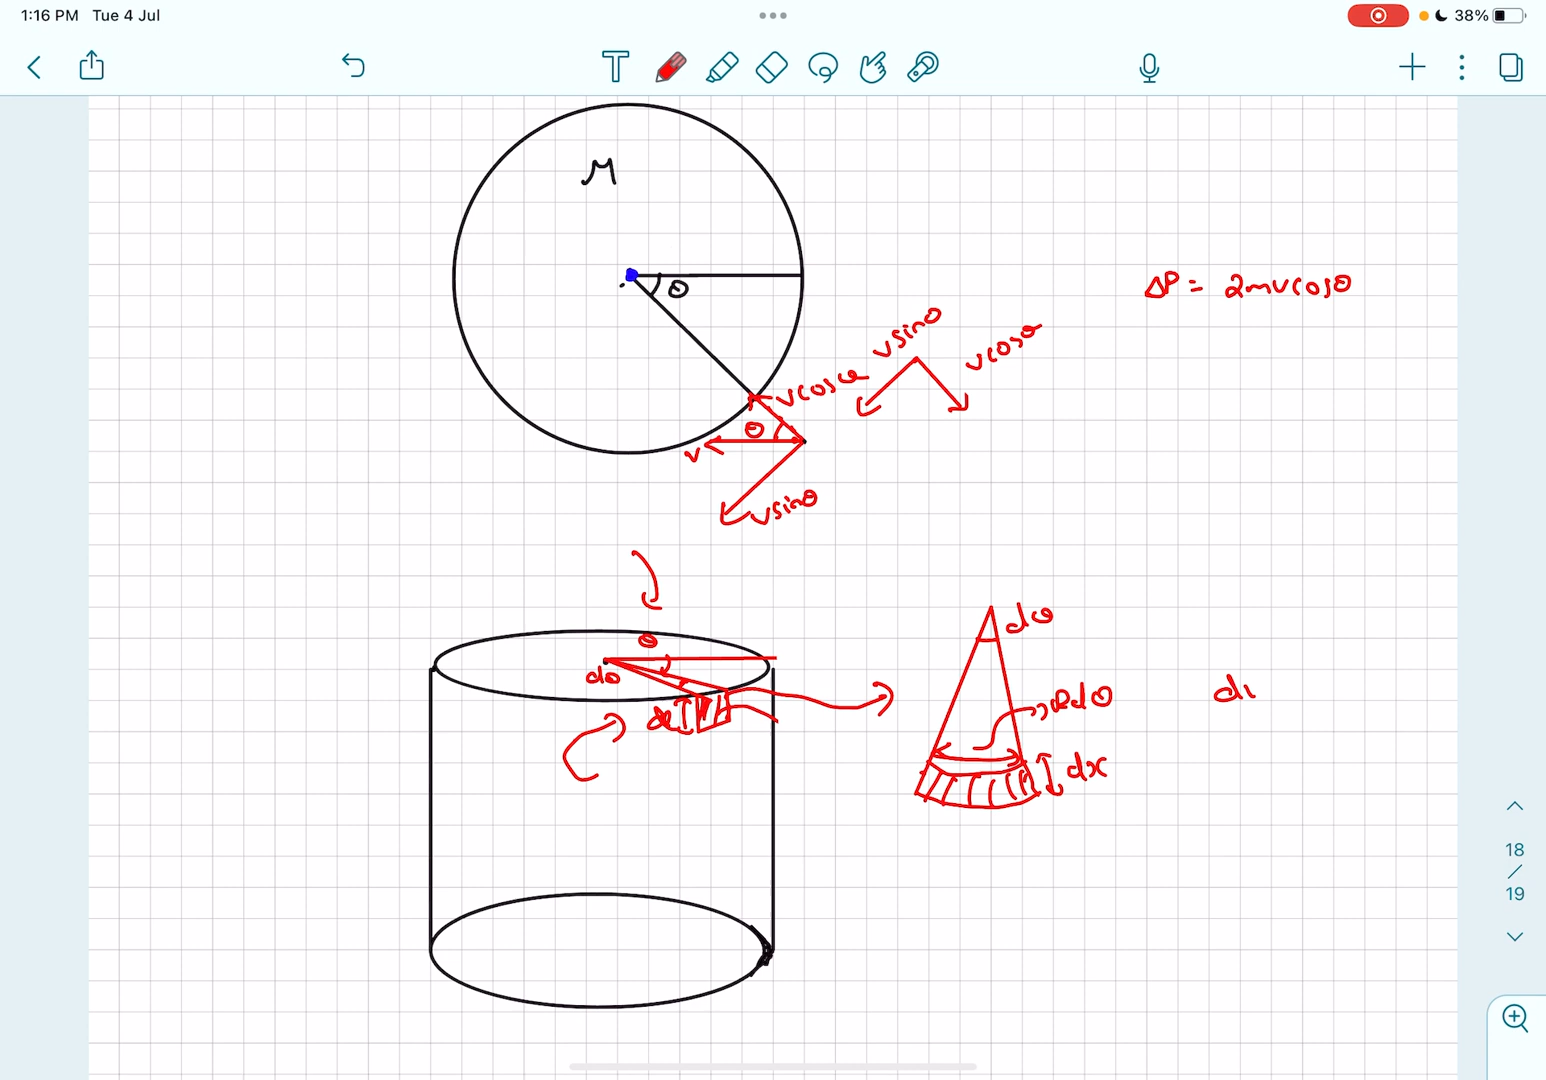 1:16 PM Tue 4 Jul
38%
T
M
θ
ΔP = 2mvcosθ
vsinθ
vcosθ
vcosθ
θ
v
vsinθ
θ
dθ
dx
dθ
Rdθ
dx
18
/
19